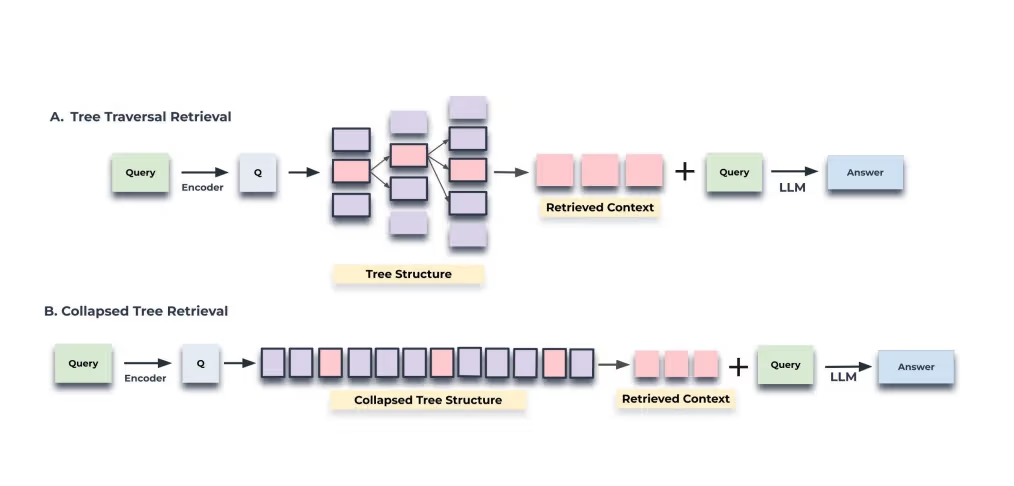 A. Tree Traversal Retrieval
Query
Encoder
Q
Tree Structure
Retrieved Context
+
Query
LLM
Answer
B. Collapsed Tree Retrieval
Query
Encoder
Q
Collapsed Tree Structure
Retrieved Context
+
Query
LLM
Answer